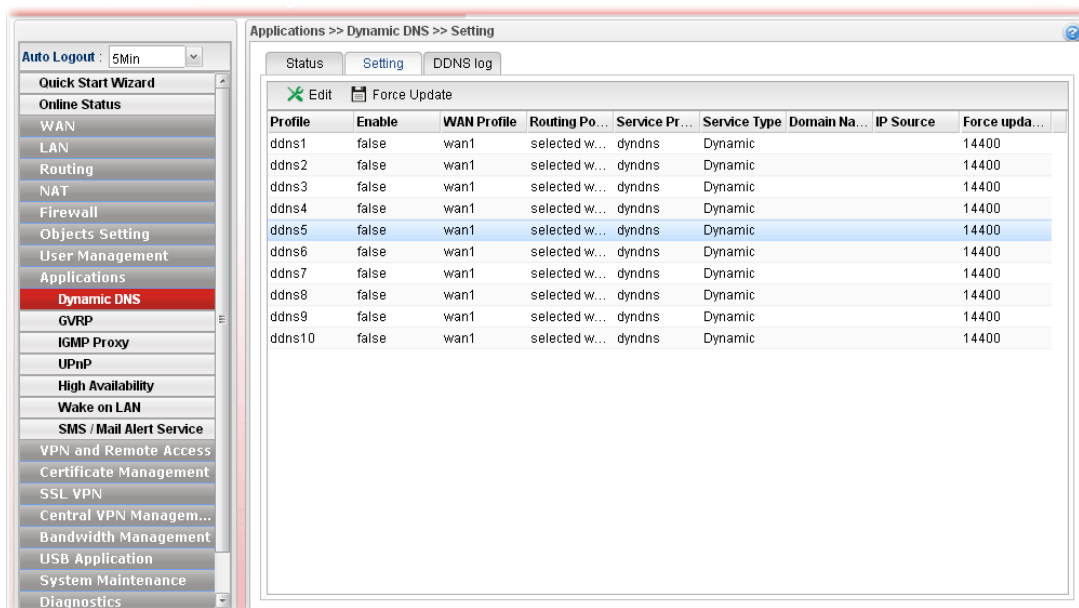 Applications >> Dynamic DNS >> Setting
Auto Logout : 5Min
Quick Start Wizard
Online Status
WAN
LAN
Routing
NAT
Firewall
Objects Setting
User Management
Applications
Dynamic DNS
GVRP
IGMP Proxy
UPnP
High Availability
Wake on LAN
SMS / Mail Alert Service
VPN and Remote Access
Certificate Management
SSL VPN
Central VPN Managem...
Bandwidth Management
USB Application
System Maintenance
Diagnostics
Status Setting DDNS log
Edit Force Update
Profile Enable WAN Profile Routing Po... Service Pr... Service Type Domain Na... IP Source Force upda...
ddns1 false wan1 selected w... dyndns Dynamic 14400
ddns2 false wan1 selected w... dyndns Dynamic 14400
ddns3 false wan1 selected w... dyndns Dynamic 14400
ddns4 false wan1 selected w... dyndns Dynamic 14400
ddns5 false wan1 selected w... dyndns Dynamic 14400
ddns6 false wan1 selected w... dyndns Dynamic 14400
ddns7 false wan1 selected w... dyndns Dynamic 14400
ddns8 false wan1 selected w... dyndns Dynamic 14400
ddns9 false wan1 selected w... dyndns Dynamic 14400
ddns10 false wan1 selected w... dyndns Dynamic 14400